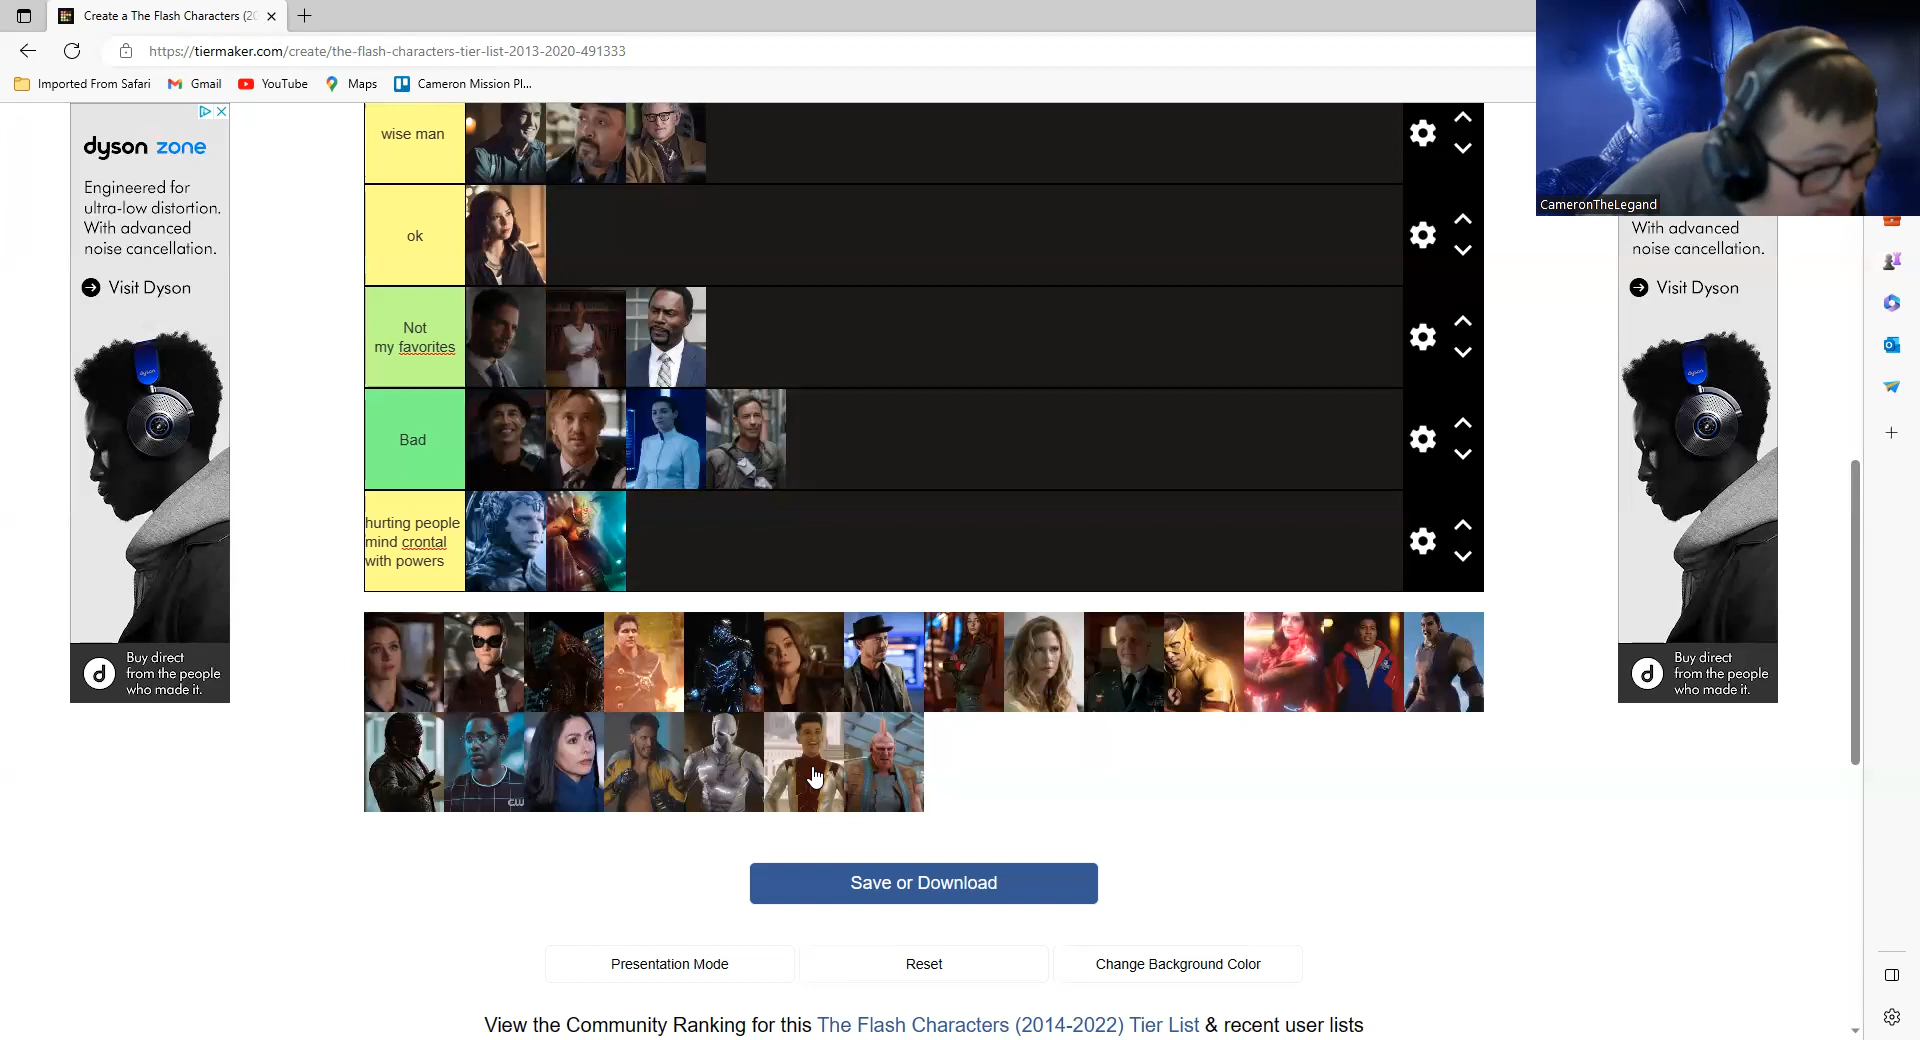 Create a The Flash Characters (20
https://tiermaker.com/create/the-flash-characters-tier-list-2013-2020-491333
Imported From Safari
Gmail
YouTube
Maps
Cameron Mission Pl...
CameronTheLegand
dyson zone
Engineered for
ultra-low distortion.
With advanced
noise cancellation.
Visit Dyson
dyson
Buy direct
from the people
who made it.
wise man
ok
Not
my favorites
Bad
hurting people
mind crontal
with powers
CW
With advanced
noise cancellation.
Visit Dyson
dyson
Buy direct
from the people
who made it.
Save or Download
Presentation Mode
Reset
Change Background Color
View the Community Ranking for this The Flash Characters (2014-2022) Tier List & recent user lists